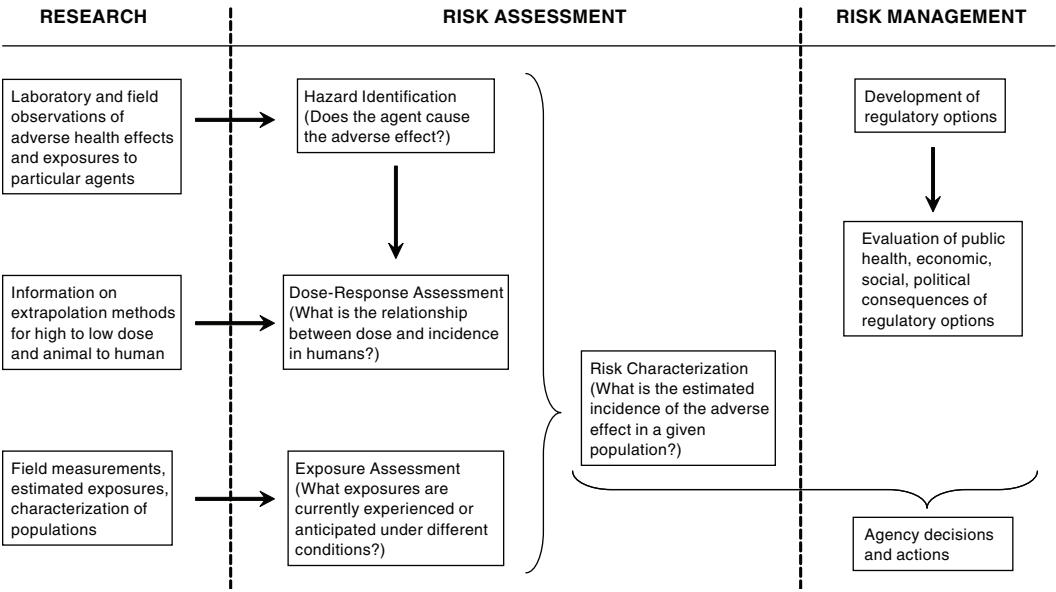 RESEARCH
RISK ASSESSMENT
RISK MANAGEMENT
Laboratory and field
observations of
adverse health effects
and exposures to
particular agents
Hazard Identification
(Does the agent cause
the adverse effect?)
Development of
regulatory options
Evaluation of public
health, economic,
social, political
consequences of
regulatory options
Information on
extrapolation methods
for high to low dose
and animal to human
Dose-Response Assessment
(What is the relationship
between dose and incidence
in humans?)
Risk Characterization
(What is the estimated
incidence of the adverse
effect in a given
population?)
Field measurements,
estimated exposures,
characterization of
populations
Exposure Assessment
(What exposures are
currently experienced or
anticipated under different
conditions?)
Agency decisions
and actions